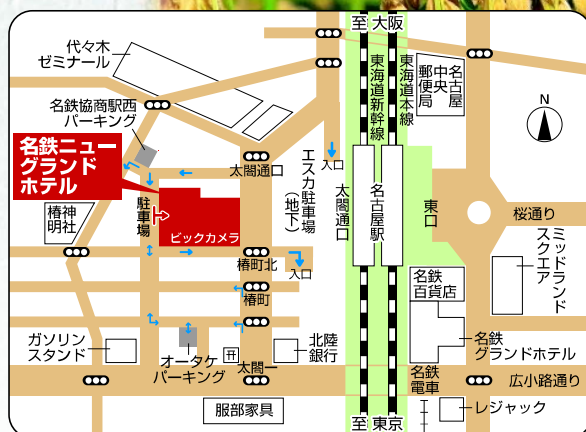 至 大阪
代々木
ゼミナール
東海道新幹線
東海道本線
名古屋
中央
郵便局
N
名鉄協商駅西
パーキング
名鉄ニュー
グランド
ホテル
太閤通口
入口
エスカ駐車場
(地下)
太閤通口
名古屋駅
東口
桜通り
椿神
明社
駐車場
ビックカメラ
ミッドランド
スクエア
椿町北
入口
名鉄
百貨店
椿町
ガソリン
スタンド
オータケ
パーキング
北陸
銀行
名鉄
グランドホテル
太閤一
名鉄
電車
広小路通り
服部家具
レジャック
至 東京